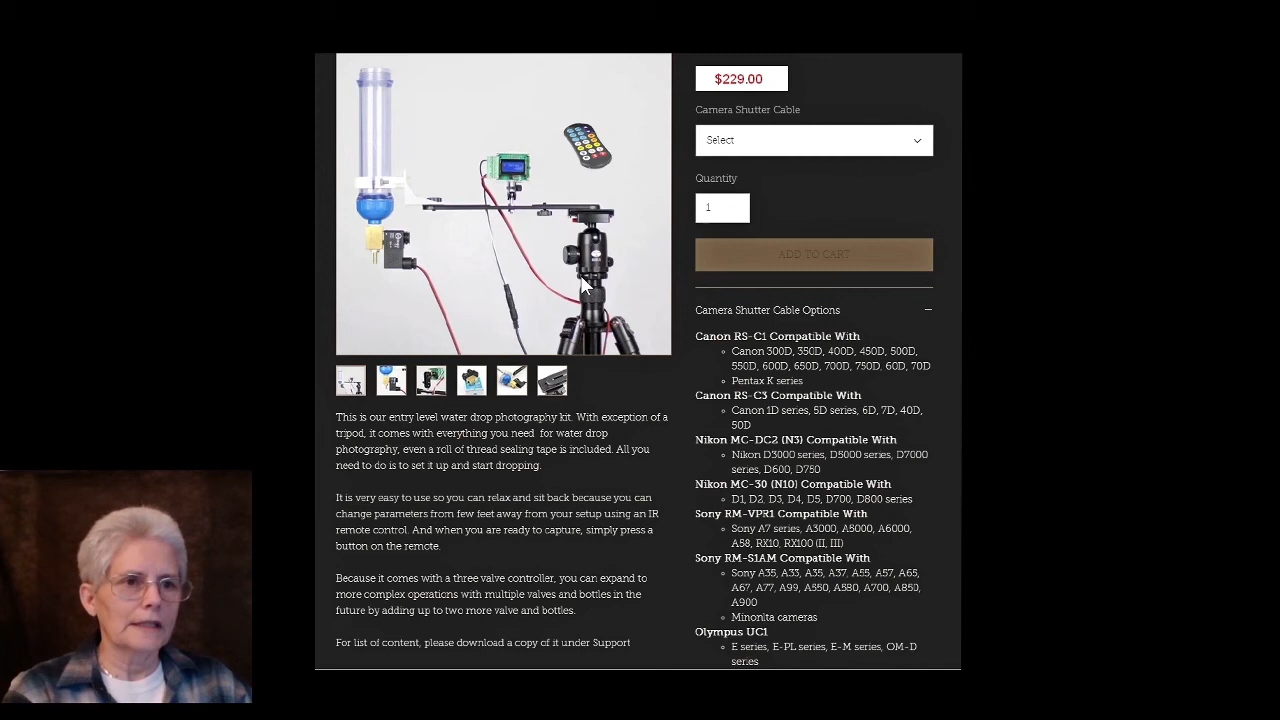 $229.00
Camera Shutter Cable
Select
Quantity
1
ADD TO CART
Camera Shutter Cable Options
Canon RS-C1 Compatible With
Canon 300D, 350D, 400D, 450D, 500D,
550D, 600D, 650D, 700D, 750D, 60D, 70D
Pentax K series
Canon RS-C3 Compatible With
Canon 1D series, 5D series, 6D, 7D, 40D,
50D
Nikon MC-DC2 (N3) Compatible With
Nikon D3000 series, D5000 series, D7000
series, D600, D750
Nikon MC-30 (N10) Compatible With
D1, D2, D3, D4, D5, D700, D800 series
Sony RM-VPR1 Compatible With
Sony A7 series, A3000, A5000, A6000,
A58, RX10, RX100 (II, III)
Sony RM-S1AM Compatible With
Sony A35, A33, A35, A37, A55, A57, A65,
A67, A77, A99, A550, A580, A700, A850,
A900
Minonlta cameras
Olympus UC1
E series, E-PL series, E-M series, OM-D
series
This is our entry level water drop photography kit. With exception of a
tripod, it comes with everything you need for water drop
photography, even a roll of thread sealing tape is included. All you
need to do is to set it up and start dropping.
It is very easy to use so you can relax and sit back because you can
change parameters from few feet away from your setup using an IR
remote control. And when you are ready to capture, simply press a
button on the remote.
Because it comes with a three valve controller, you can expand to
more complex operations with multiple valves and bottles in the
future by adding up to two more valve and bottles.
For list of content, please download a copy of it under Support